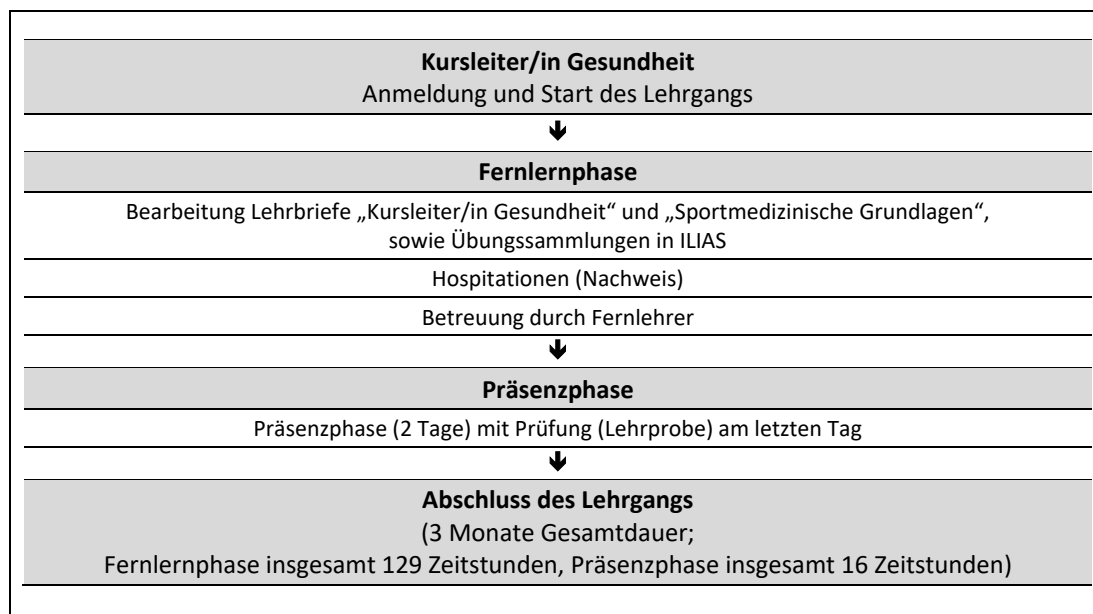 Kursleiter/in Gesundheit
Anmeldung und Start des Lehrgangs
🡻
Fernlernphase
Bearbeitung Lehrbriefe „Kursleiter/in Gesundheit“ und „Sportmedizinische Grundlagen“,
sowie Übungssammlungen in ILIAS
Hospitationen (Nachweis)
Betreuung durch Fernlehrer
🡻
Präsenzphase
Präsenzphase (2 Tage) mit Prüfung (Lehrprobe) am letzten Tag
🡻
Abschluss des Lehrgangs
(3 Monate Gesamtdauer;
Fernlernphase insgesamt 129 Zeitstunden, Präsenzphase insgesamt 16 Zeitstunden)